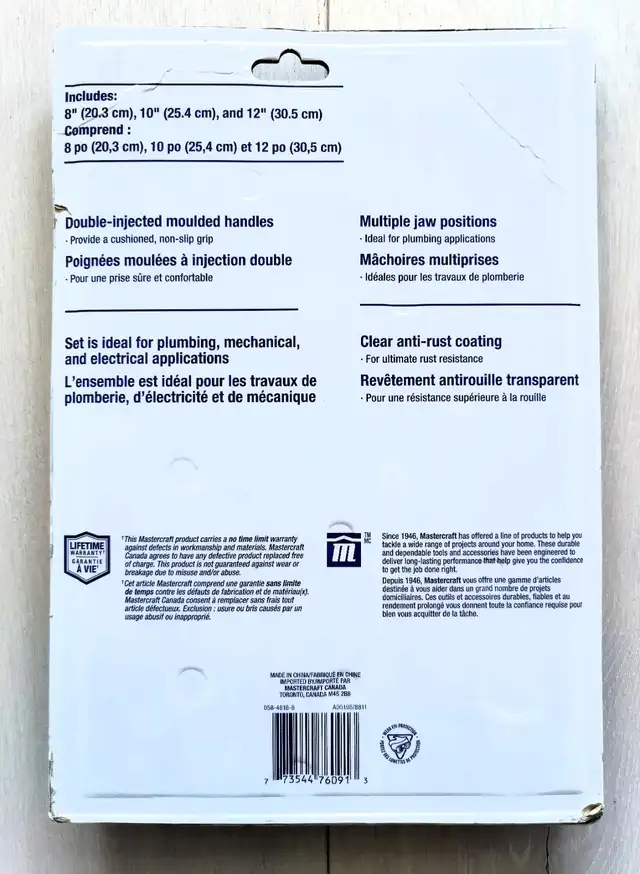 Includes:
8" (20.3 cm), 10" (25.4 cm), and 12" (30.5 cm)
Comprend :
8 po (20,3 cm), 10 po (25,4 cm) et 12 po (30,5 cm)
Double-injected moulded handles
· Provide a cushioned, non-slip grip
Poignées moulées à injection double
· Pour une prise sûre et confortable
Multiple jaw positions
· Ideal for plumbing applications
Mâchoires multiprises
· Idéales pour les travaux de plomberie
Set is ideal for plumbing, mechanical,
and electrical applications
L'ensemble est idéal pour les travaux de
plomberie, d'électricité et de mécanique
Clear anti-rust coating
· For ultimate rust resistance
Revêtement antirouille transparent
· Pour une résistance supérieure à la rouille
LIFETIME
WARRANTY†
GARANTIE
À VIE†
†This Mastercraft product carries a no time limit warranty
against defects in workmanship and materials. Mastercraft
Canada agrees to have any defective product replaced free
of charge. This product is not guaranteed against wear or
breakage due to misuse and/or abuse.
†Cet article Mastercraft comprend une garantie sans limite
de temps contre les défauts de fabrication et de matériau(x).
Mastercraft Canada consent à remplacer sans frais tout
article défectueux. Exclusion : usure ou bris causés par un
usage abusif ou inapproprié.
m
TM
MC
Since 1946, Mastercraft has offered a line of products to help you
tackle a wide range of projects around your home. These durable
and dependable tools and accessories have been engineered to
deliver long-lasting performance that help give you the confidence
to get the job done right.
Depuis 1946, Mastercraft vous offre une gamme d'articles
destinée à vous aider dans un grand nombre de projets
domiciliaires. Ces outils et accessoires durables, fiables et au
rendement prolongé vous donnent toute la confiance requise pour
bien vous acquitter de la tâche.
MADE IN CHINA/FABRIQUÉ EN CHINE
IMPORTED BY/IMPORTÉ PAR
MASTERCRAFT CANADA
TORONTO, CANADA M4S 2B8
058-4618-6
7 73544 76091 3
WEAR EYE PROTECTION
PORTEZ DES LUNETTES DE PROTECTION